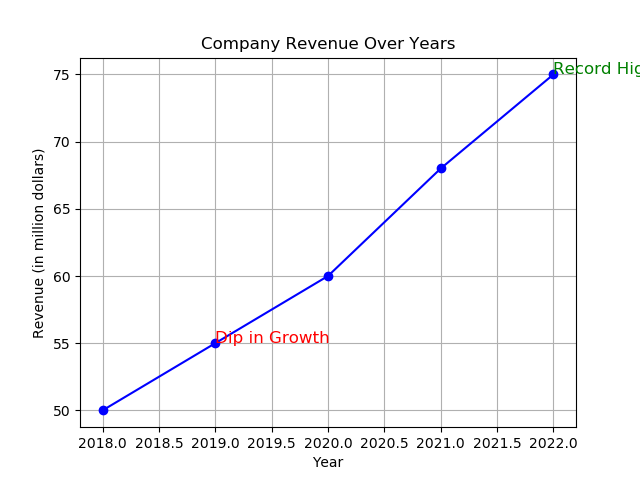 Company Revenue Over Years
Revenue (in million dollars)
75
70
65
60
55
50
Record Hig
Dip in Growth
2018.0 2018.5 2019.0 2019.5 2020.0 2020.5 2021.0 2021.5 2022.0
Year